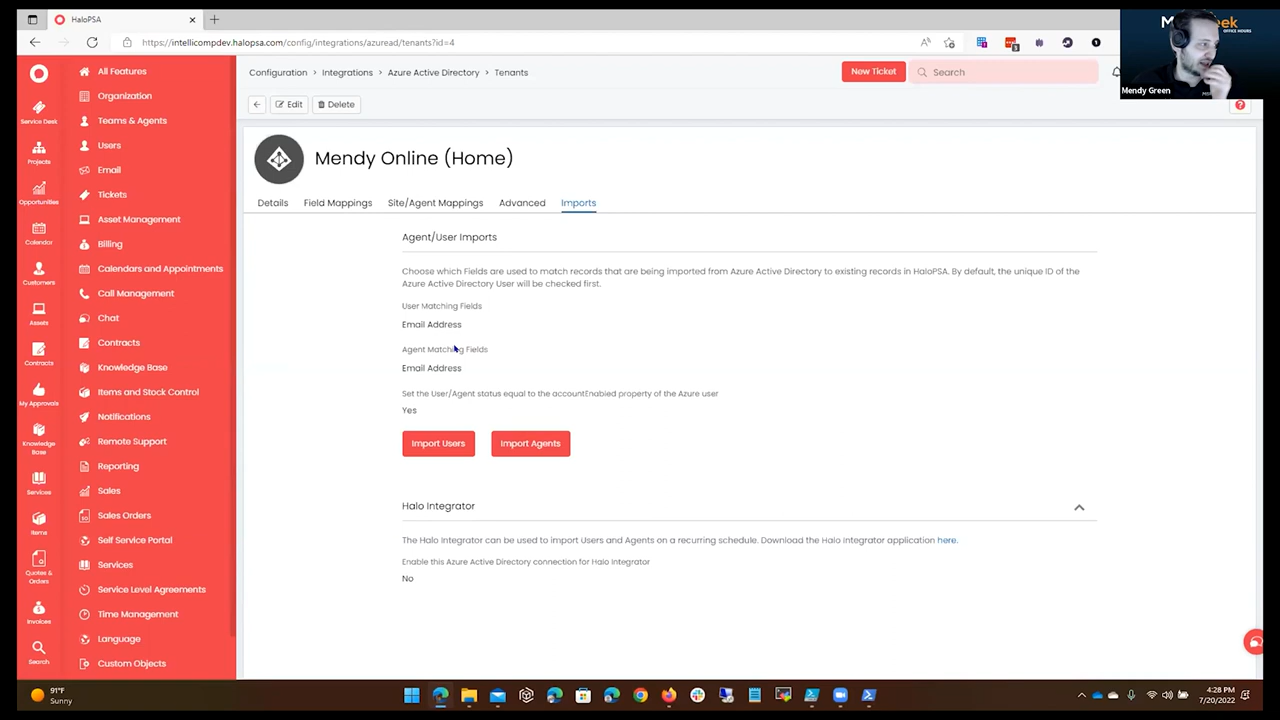 HaloPSA
https://intellicompdev.halopsa.com/config/integrations/azuread/tenants?id=4
OFFICE HOURS
Mendy Green
Service Desk
Projects
Opportunities
Calendar
Customers
Assets
Contracts
My Approvals
Knowledge
Base
Services
Items
Quotes &
Orders
Invoices
Search
All Features
Organization
Teams & Agents
Users
Email
Tickets
Asset Management
Billing
Calendars and Appointments
Call Management
Chat
Contracts
Knowledge Base
Items and Stock Control
Notifications
Remote Support
Reporting
Sales
Sales Orders
Self Service Portal
Services
Service Level Agreements
Time Management
Language
Custom Objects
Configuration > Integrations > Azure Active Directory > Tenants
New Ticket
Search
Edit
Delete
?
Mendy Online (Home)
Details
Field Mappings
Site/Agent Mappings
Advanced
Imports
Agent/User Imports
Choose which Fields are used to match records that are being imported from Azure Active Directory to existing records in HaloPSA. By default, the unique ID of the
Azure Active Directory User will be checked first.
User Matching Fields
Email Address
Agent Matching Fields
Email Address
Set the User/Agent status equal to the accountEnabled property of the Azure user
Yes
Import Users
Import Agents
Halo Integrator
The Halo Integrator can be used to import Users and Agents on a recurring schedule. Download the Halo Integrator application here.
Enable this Azure Active Directory connection for Halo Integrator
No
91°F
Sunny
4:28 PM
7/20/2022